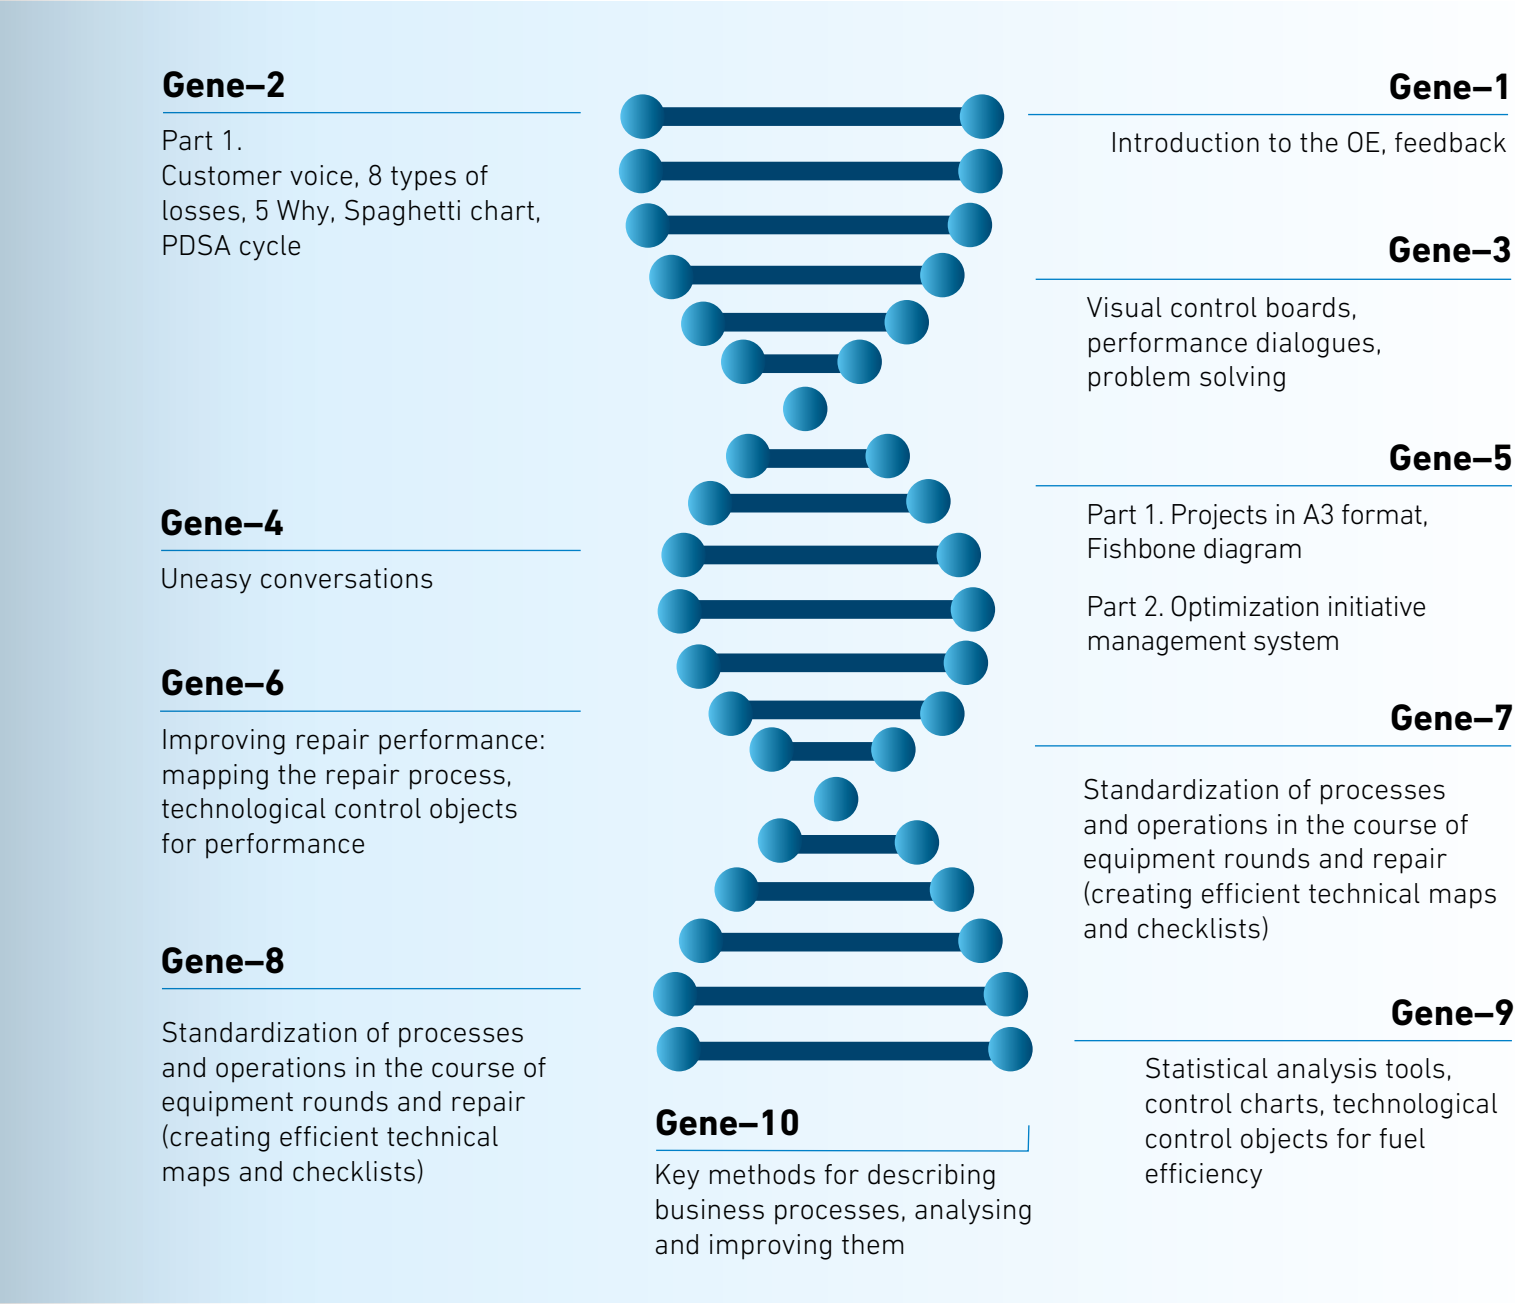 Gene–2
Part 1.
Customer voice, 8 types of
losses, 5 Why, Spaghetti chart,
PDSA cycle
Gene–1
Introduction to the OE, feedback
Gene–3
Visual control boards,
performance dialogues,
problem solving
Gene–5
Part 1. Projects in A3 format,
Fishbone diagram
Part 2. Optimization initiative
management system
Gene–4
Uneasy conversations
Gene–6
Improving repair performance:
mapping the repair process,
technological control objects
for performance
Gene–7
Standardization of processes
and operations in the course of
equipment rounds and repair
(creating efficient technical maps
and checklists)
Gene–8
Standardization of processes
and operations in the course of
equipment rounds and repair
(creating efficient technical
maps and checklists)
Gene–9
Statistical analysis tools,
control charts, technological
control objects for fuel
efficiency
Gene–10
Key methods for describing
business processes, analysing
and improving them